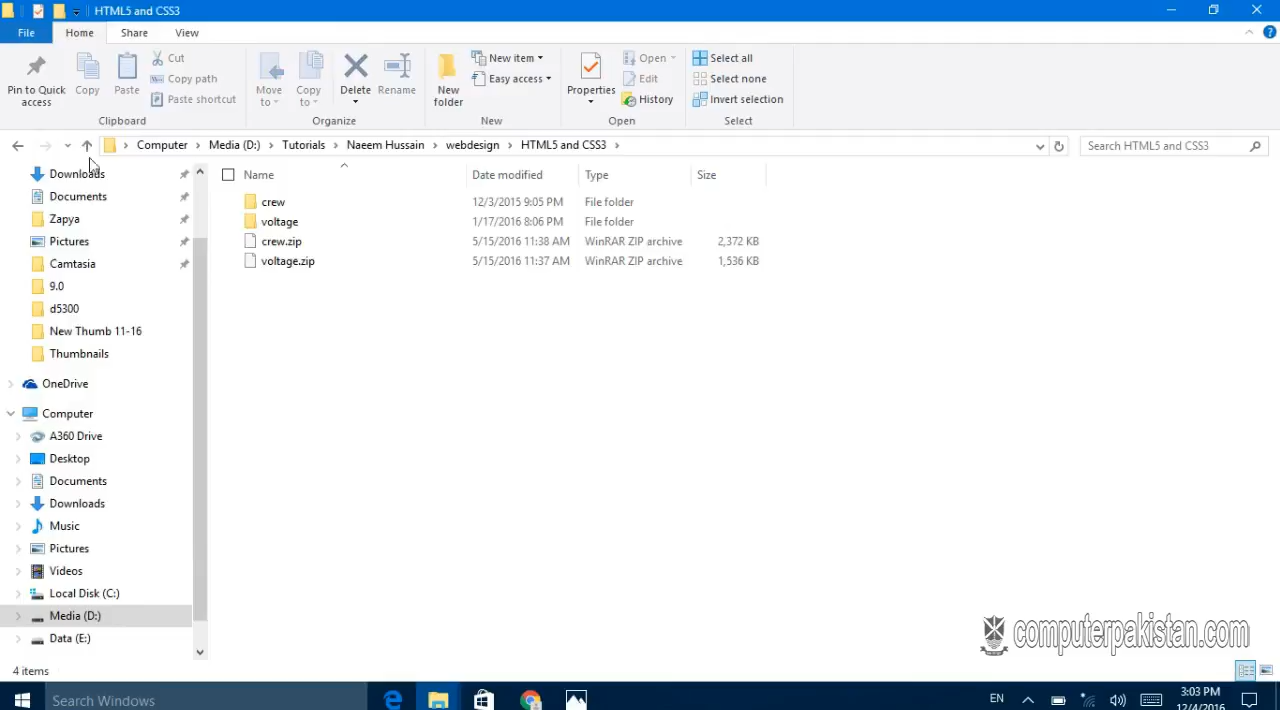 HTML5 and CSS3
File Home Share View
Pin to Quick access
Copy
Paste
Cut
Copy path
Paste shortcut
Clipboard
Move to
Copy to
Delete
Rename
Organize
New folder
New item
Easy access
New
Properties
Open
Edit
History
Open
Select all
Select none
Invert selection
Select
Computer Media (D:) Tutorials Naeem Hussain webdesign HTML5 and CSS3
Search HTML5 and CSS3
Downloads
Documents
Zapya
Pictures
Camtasia
9.0
d5300
New Thumb 11-16
Thumbnails
OneDrive
Computer
A360 Drive
Desktop
Documents
Downloads
Music
Pictures
Videos
Local Disk (C:)
Media (D:)
Data (E:)
Name Date modified Type Size
crew 12/3/2015 9:05 PM File folder
voltage 1/17/2016 8:06 PM File folder
crew.zip 5/15/2016 11:38 AM WinRAR ZIP archive 2,372 KB
voltage.zip 5/15/2016 11:37 AM WinRAR ZIP archive 1,536 KB
computerpakistan.com
4 items
Search Windows
EN
3:03 PM
12/4/2016